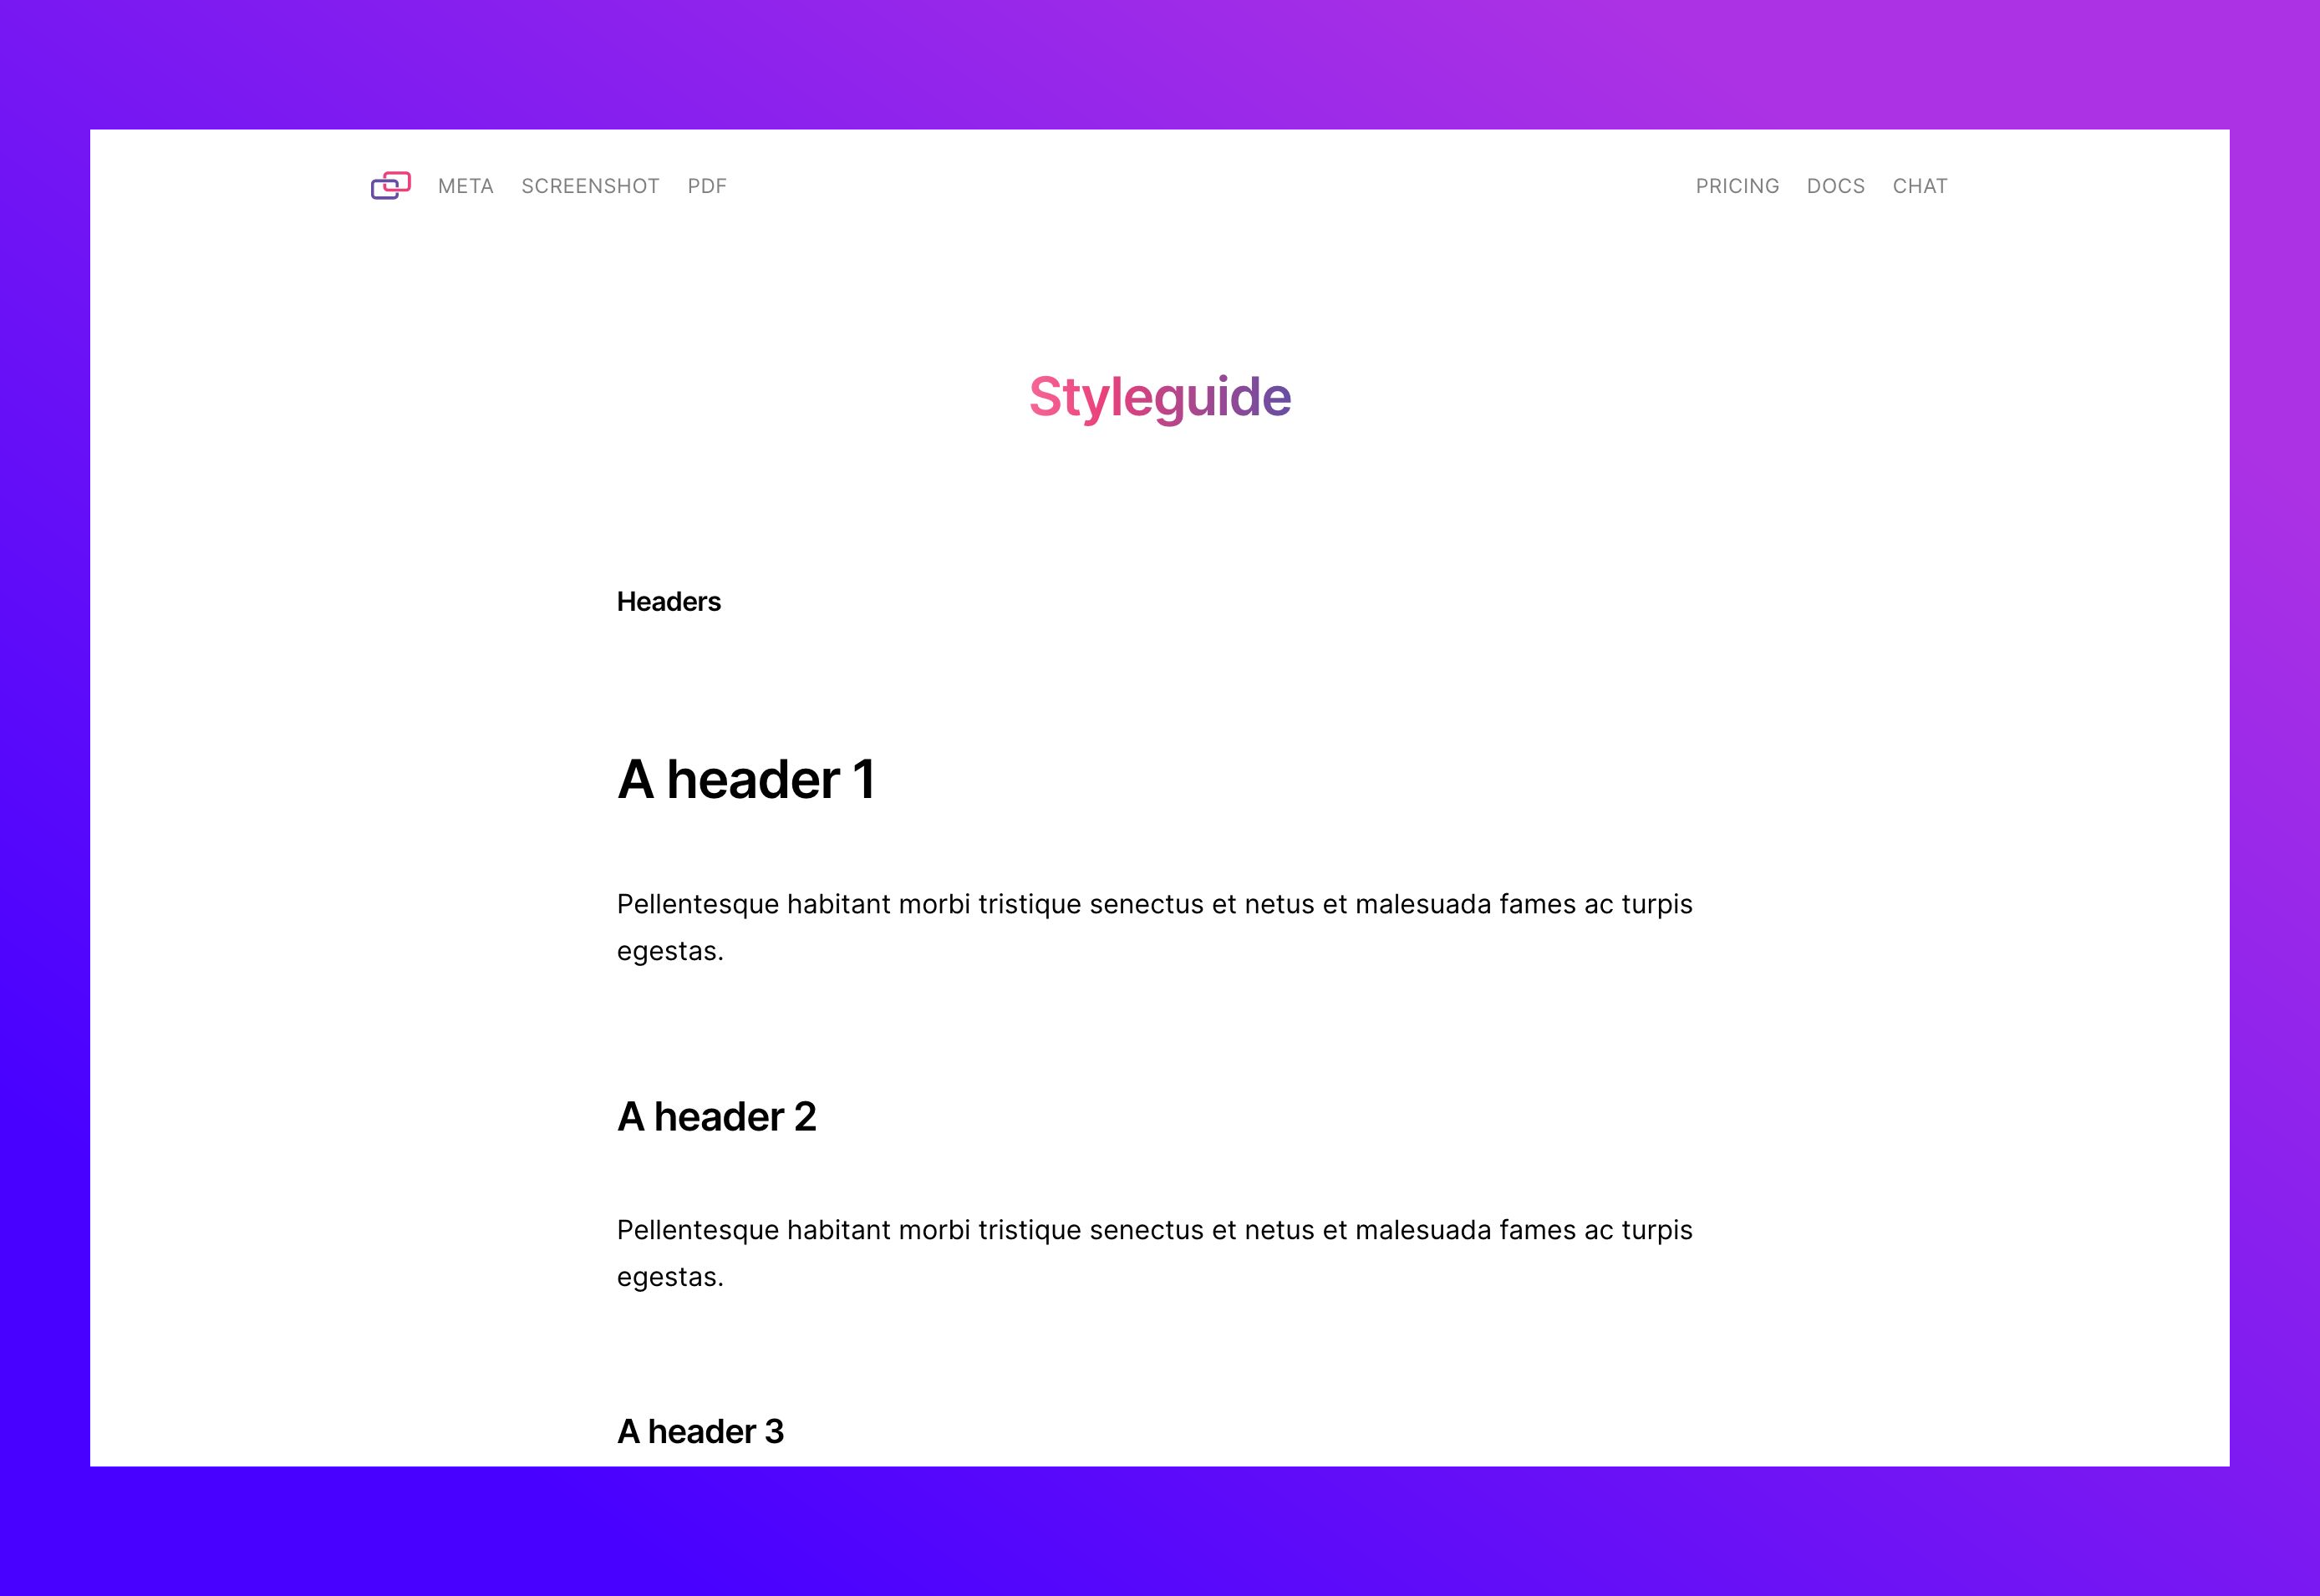 META SCREENSHOT PDF PRICING DOCS CHAT
Styleguide
Headers
A header 1
Pellentesque habitant morbi tristique senectus et netus et malesuada fames ac turpis
egestas.
A header 2
Pellentesque habitant morbi tristique senectus et netus et malesuada fames ac turpis
egestas.
A header 3